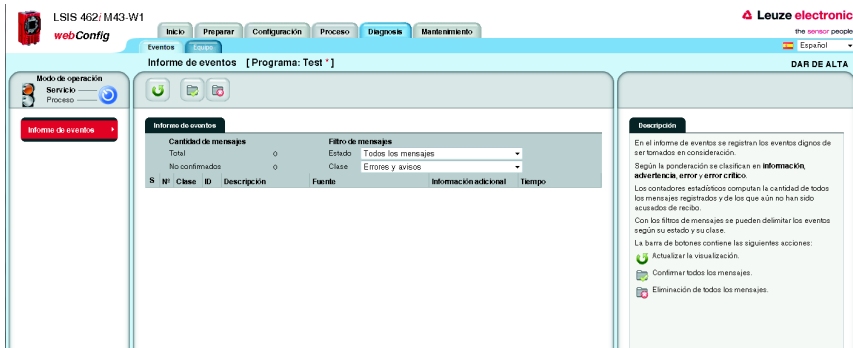 LSIS 462i M43-W1
webConfig
Leuze electronic
the sensor people
Inicio Preparar Configuración Proceso Diagnosis Mantenimiento
Eventos Equipo
Español
Informe de eventos [ Programa: Test * ]
DAR DE ALTA
Modo de operación
Servicio
Proceso
Informe de eventos
Informe de eventos
Cantidad de mensajes Filtro de mensajes
Total 0 Estado Todos los mensajes
No confirmados 0 Clase Errores y avisos
S Nº Clase ID Descripción Fuente Información adicional Tiempo
Descripción
En el informe de eventos se registran los eventos dignos de
ser tomados en consideración.
Según la ponderación se clasifican en información,
advertencia, error y error crítico.
Los contadores estadísticos computan la cantidad de todos
los mensajes registrados y de los que aún no han sido
acusados de recibo.
Con los filtros de mensajes se pueden delimitar los eventos
según su estado y su clase.
La barra de botones contiene las siguientes acciones:
Actualizar la visualización.
Confirmar todos los mensajes.
Eliminación de todos los mensajes.